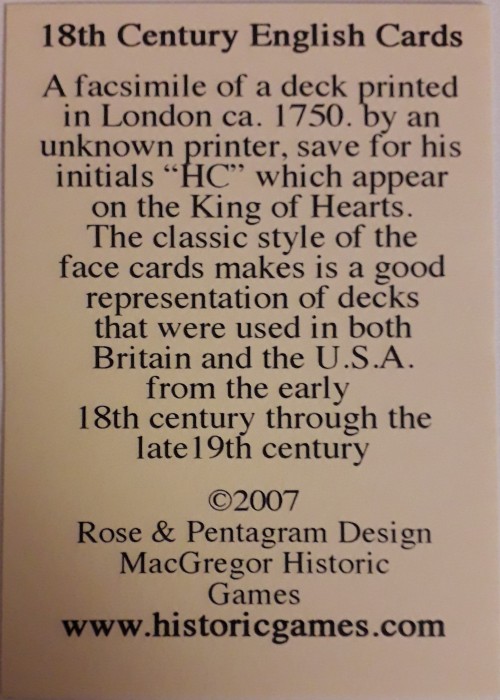 18th Century English Cards
A facsimile of a deck printed
in London ca. 1750. by an
unknown printer, save for his
initials “HC” which appear
on the King of Hearts.
The classic style of the
face cards makes is a good
representation of decks
that were used in both
Britain and the U.S.A.
from the early
18th century through the
late19th century
©2007
Rose & Pentagram Design
MacGregor Historic
Games
www.historicgames.com